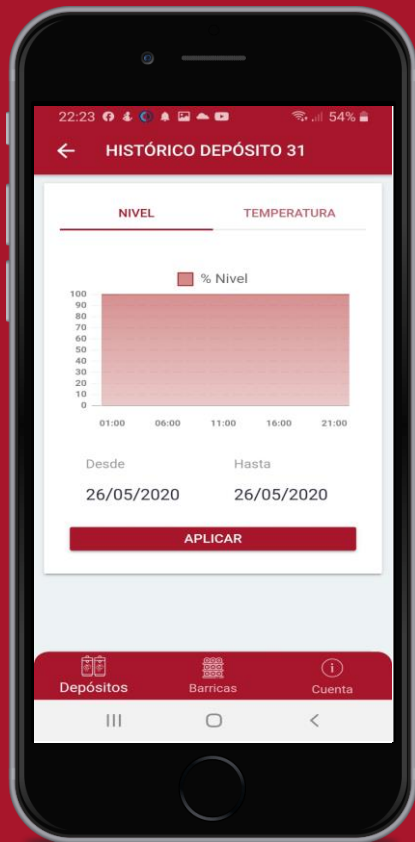 22:23 54%
HISTÓRICO DEPÓSITO 31
NIVEL TEMPERATURA
% Nivel
100
90
80
70
60
50
40
30
20
10
0
01:00 06:00 11:00 16:00 21:00
Desde Hasta
26/05/2020 26/05/2020
APLICAR
Depósitos Barricas Cuenta